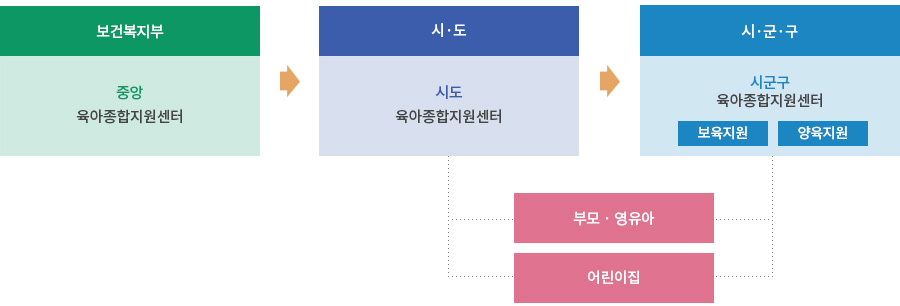 보건복지부
중앙
육아종합지원센터
시·도
시도
육아종합지원센터
시·군·구
시군구
육아종합지원센터
보육지원
양육지원
부모 · 영유아
어린이집